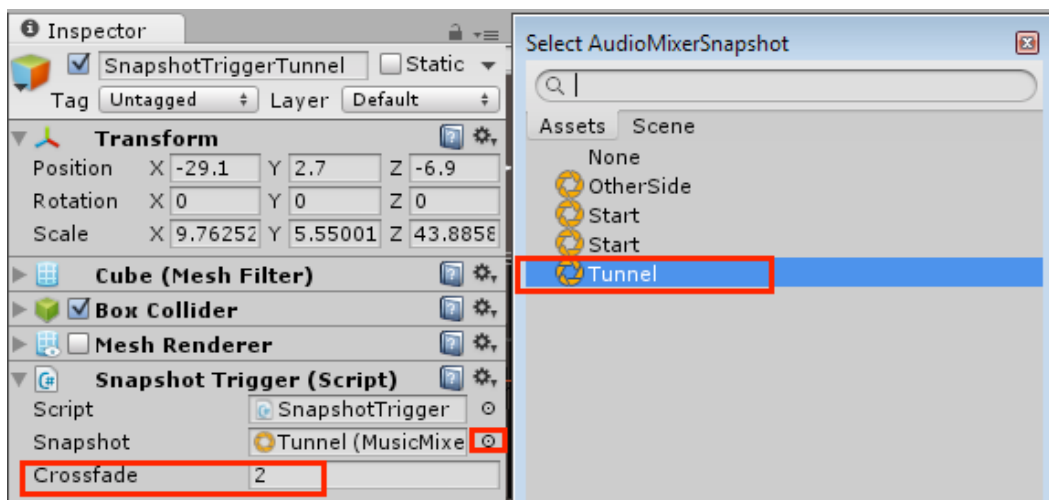 Inspector
SnapshotTriggerTunnel Static
Tag Untagged Layer Default
Transform
Position X -29.1 Y 2.7 Z -6.9
Rotation X 0 Y 0 Z 0
Scale X 9.76252 Y 5.55001 Z 43.8858
Cube (Mesh Filter)
Box Collider
Mesh Renderer
Snapshot Trigger (Script)
Script SnapshotTrigger
Snapshot Tunnel (MusicMixe
Crossfade 2
Select AudioMixerSnapshot
Assets Scene
None
OtherSide
Start
Start
Tunnel